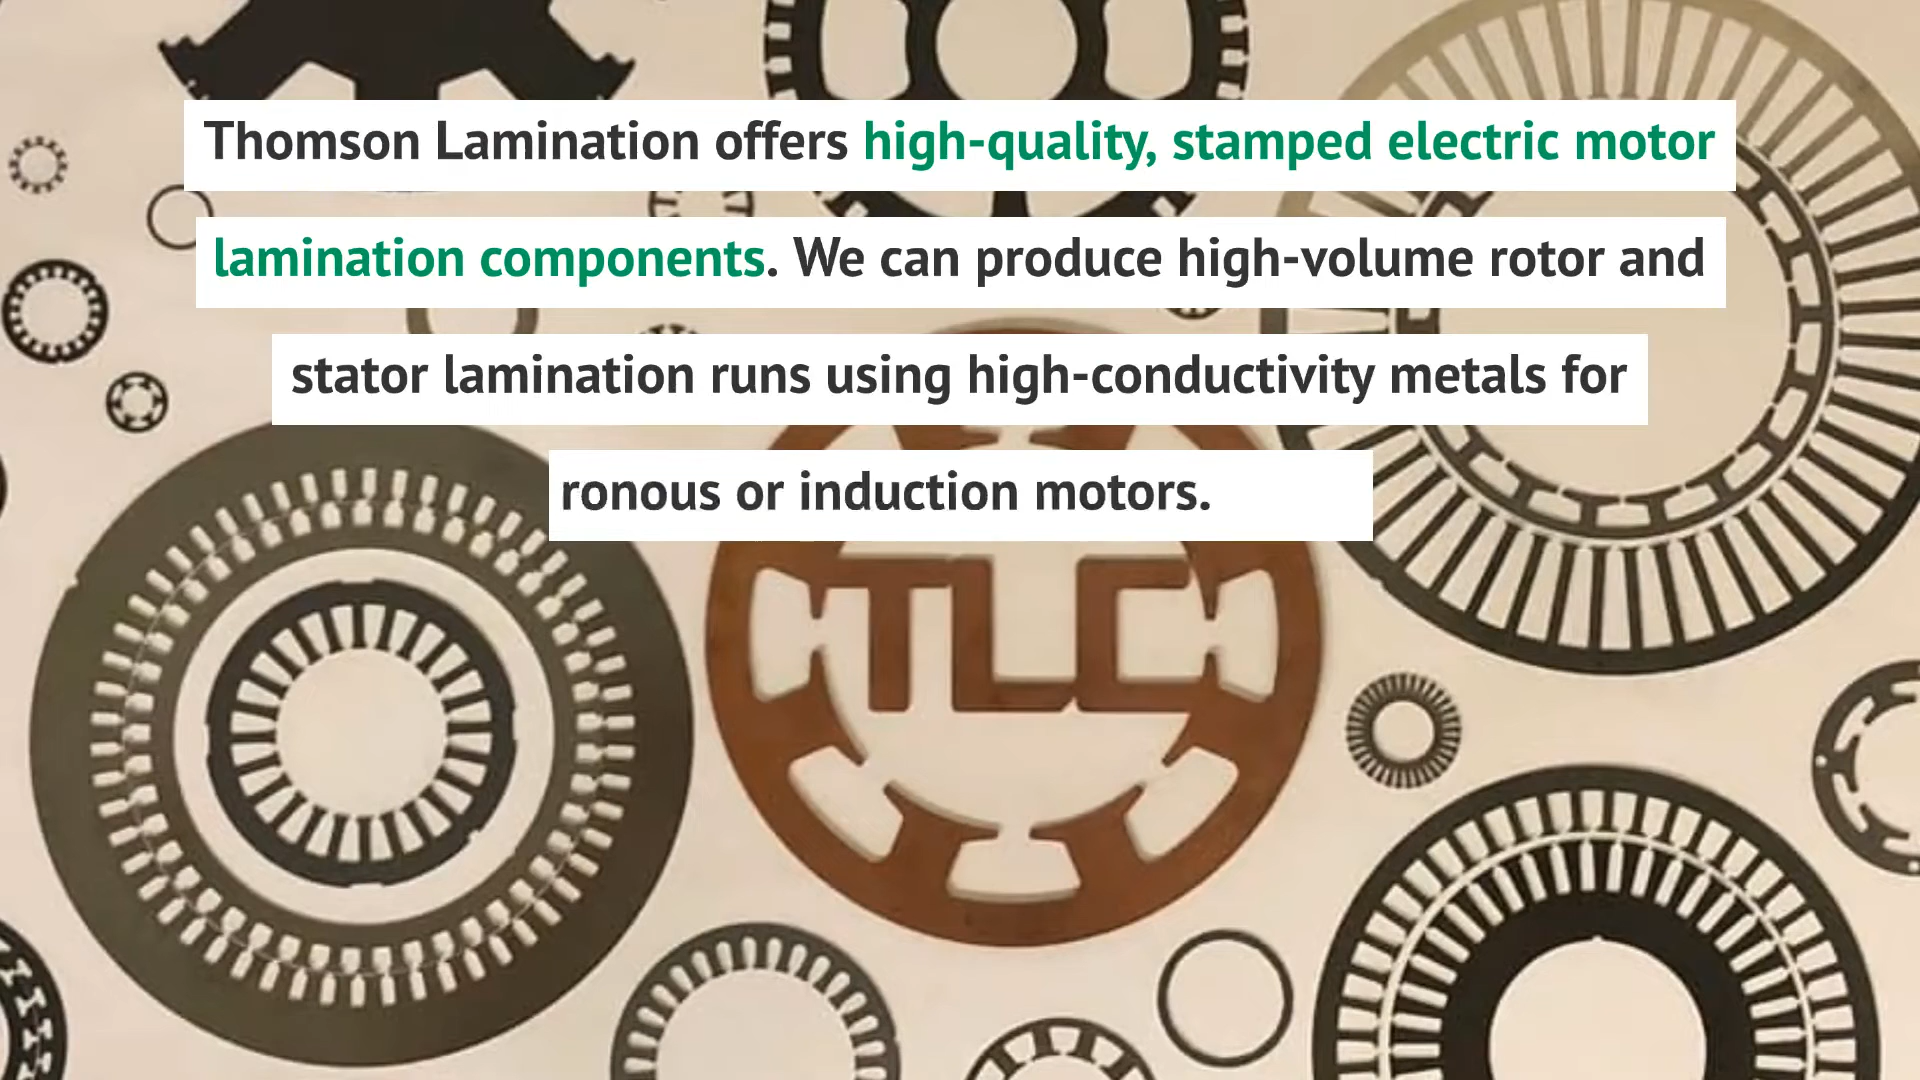 Thomson Lamination offers high-quality, stamped electric motor
lamination components. We can produce high-volume rotor and
stator lamination runs using high-conductivity metals for
ronous or induction motors.
TLC